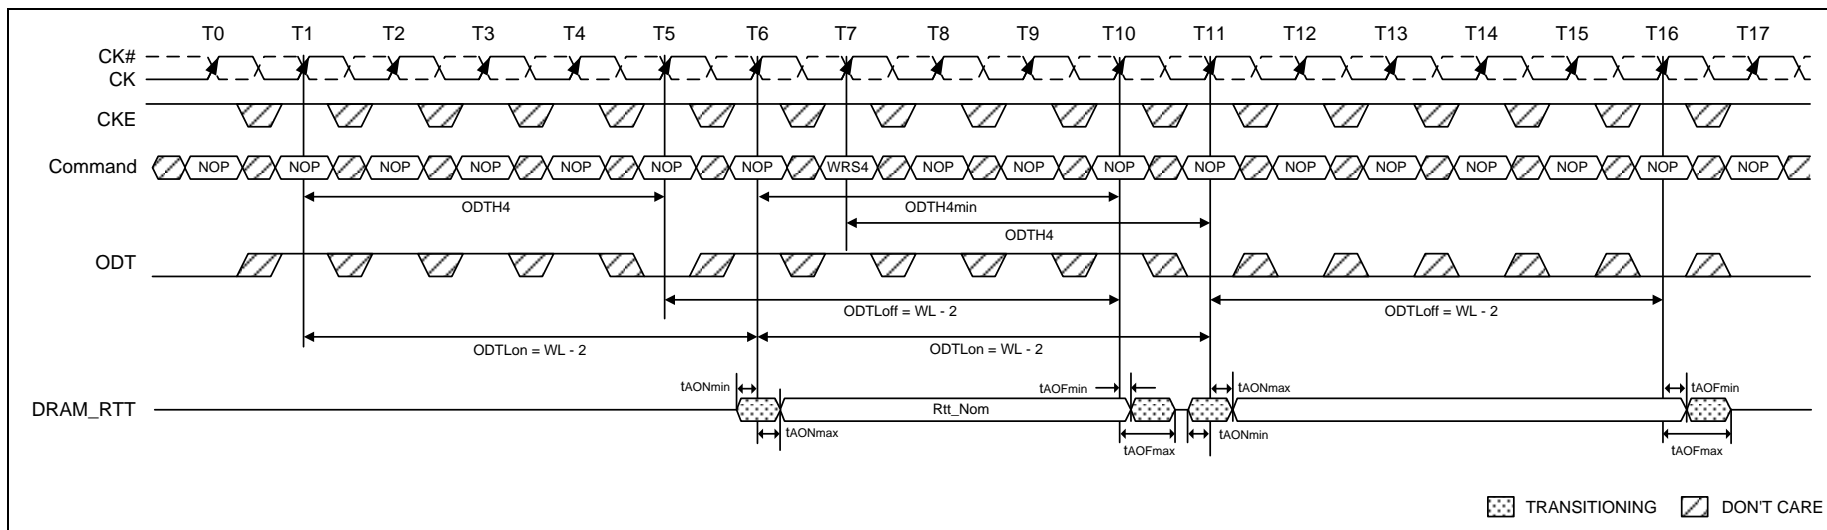 T0 T1 T2 T3 T4 T5 T6 T7 T8 T9 T10 T11 T12 T13 T14 T15 T16 T17
CK#
CK
CKE
Command NOP NOP NOP NOP NOP NOP NOP WRS4 NOP NOP NOP NOP NOP NOP NOP NOP NOP NOP
ODTH4 ODTH4min
ODTH4
ODT
ODTLoff = WL - 2 ODTLoff = WL - 2
ODTLon = WL - 2 ODTLon = WL - 2
tAONmin tAOFmin tAONmax tAOFmin
DRAM_RTT Rtt_Nom
tAONmax tAOFmax tAONmin tAOFmax
TRANSITIONING DON'T CARE